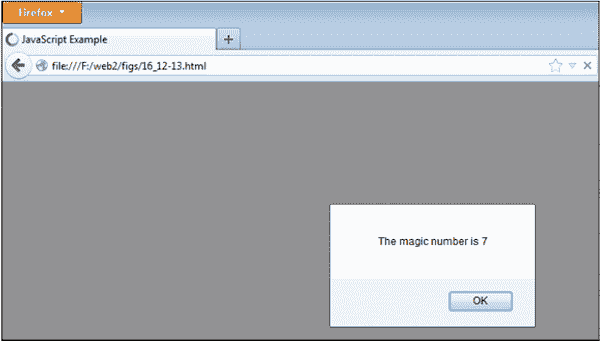 Firefox
JavaScript Example
file:///F:/web2/figs/16_12-13.html
The magic number is 7
OK